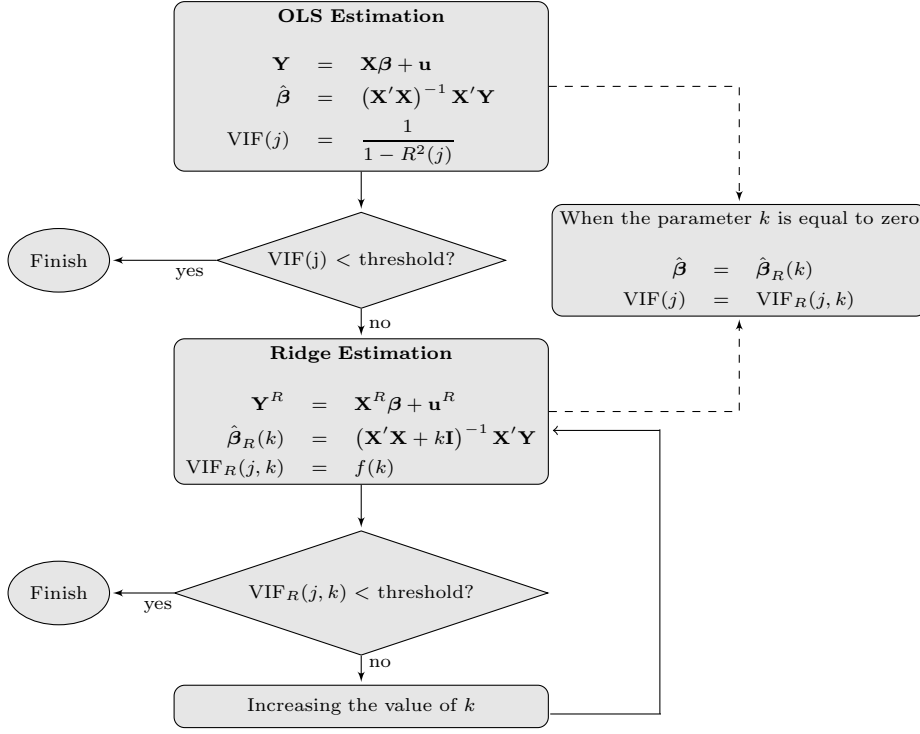 OLS Estimation
Y = Xβ + u
β̂ = (X′X)⁻¹ X′Y
VIF(j) = 1 / (1 − R²(j))
VIF(j) < threshold?
Finish
yes
no
When the parameter k is equal to zero
β̂ = β̂_R(k)
VIF(j) = VIF_R(j, k)
Ridge Estimation
Y^R = X^R β + u^R
β̂_R(k) = (X′X + kI)⁻¹ X′Y
VIF_R(j, k) = f(k)
VIF_R(j, k) < threshold?
Finish
yes
no
Increasing the value of k